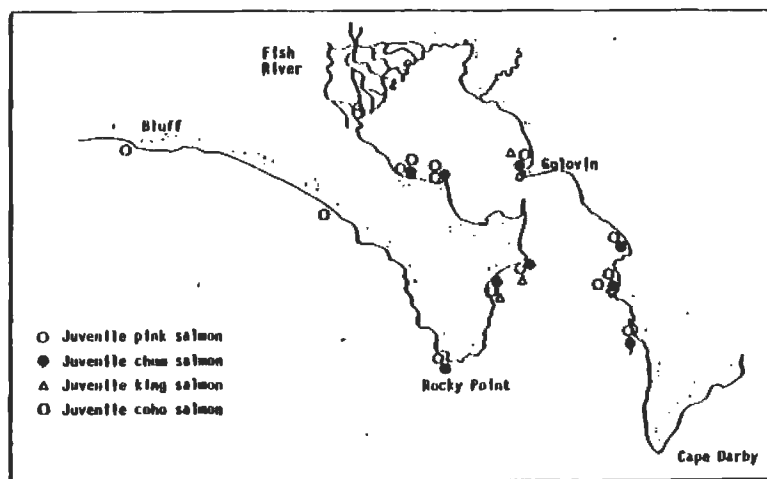 Fish
River
Bluff
Golovin
Juvenile pink salmon
Juvenile chum salmon
Juvenile king salmon
Juvenile coho salmon
Rocky Point
Cape Darby